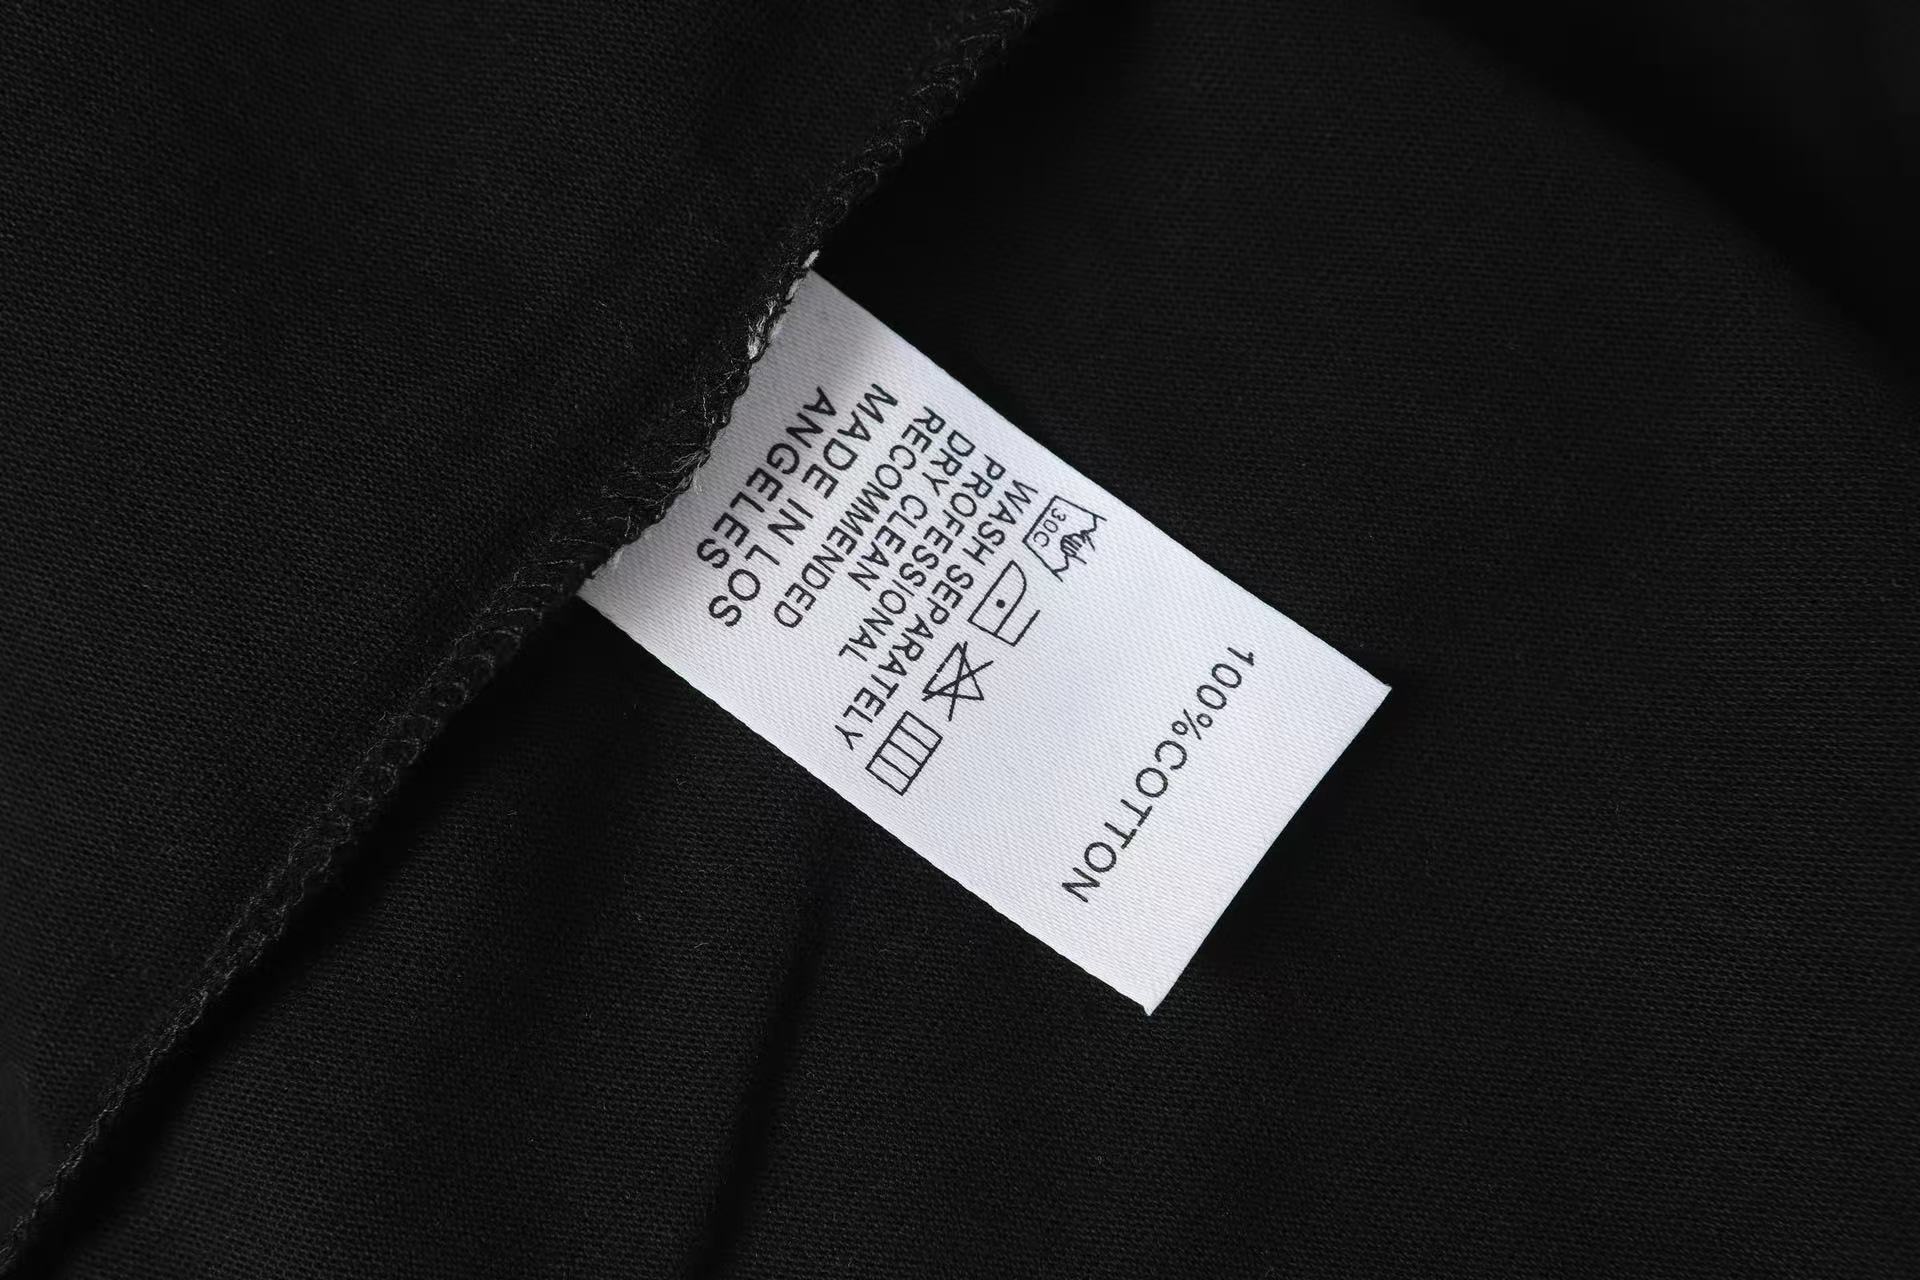 100%COTTON
30C
WASH SEPARATELY
PROFESSIONAL
DRY CLEAN
RECOMMENDED
MADE IN LOS
ANGELES